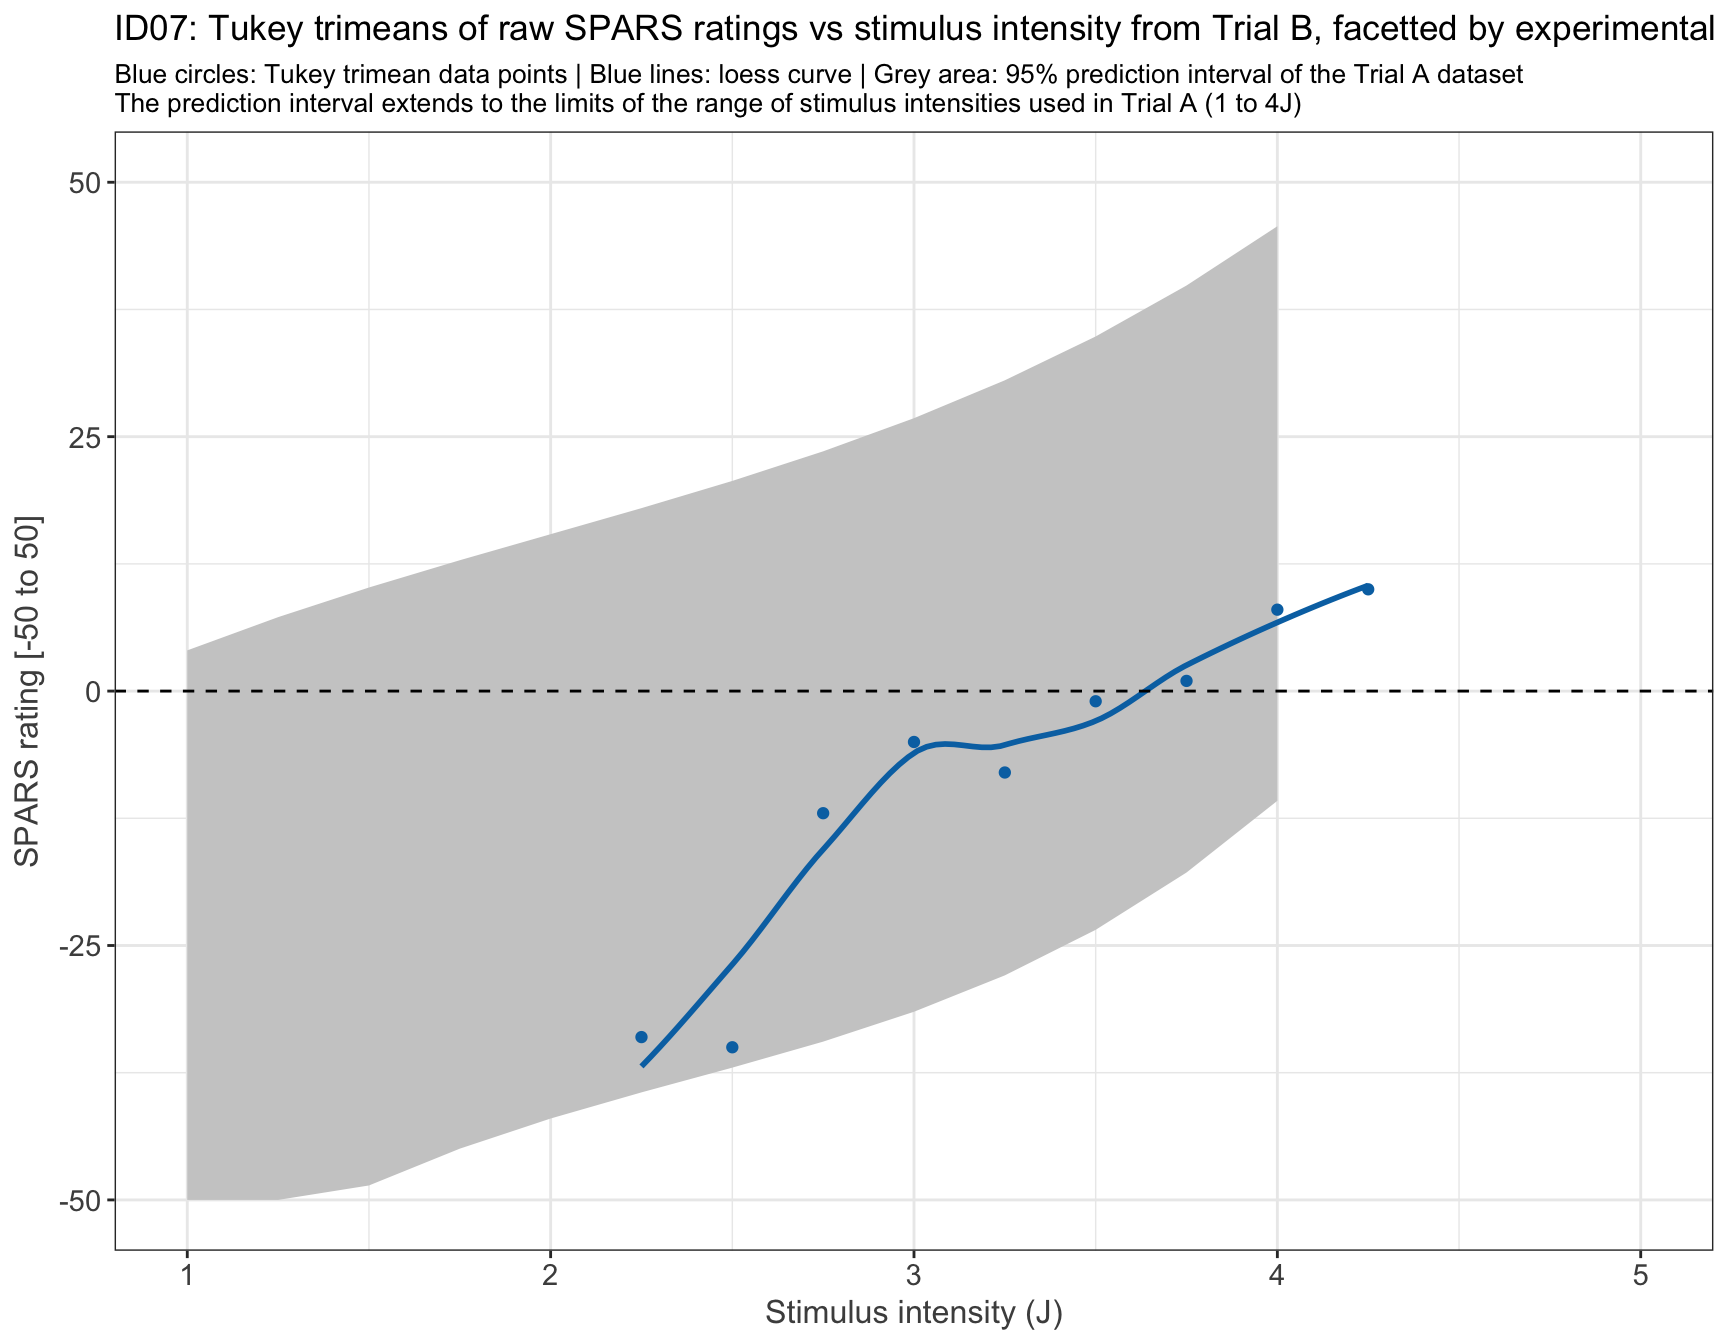 ID07: Tukey trimeans of raw SPARS ratings vs stimulus intensity from Trial B, facetted by experimental
Blue circles: Tukey trimean data points | Blue lines: loess curve | Grey area: 95% prediction interval of the Trial A dataset
The prediction interval extends to the limits of the range of stimulus intensities used in Trial A (1 to 4J)
SPARS rating [-50 to 50]
50
25
0
-25
-50
1 2 3 4 5
Stimulus intensity (J)